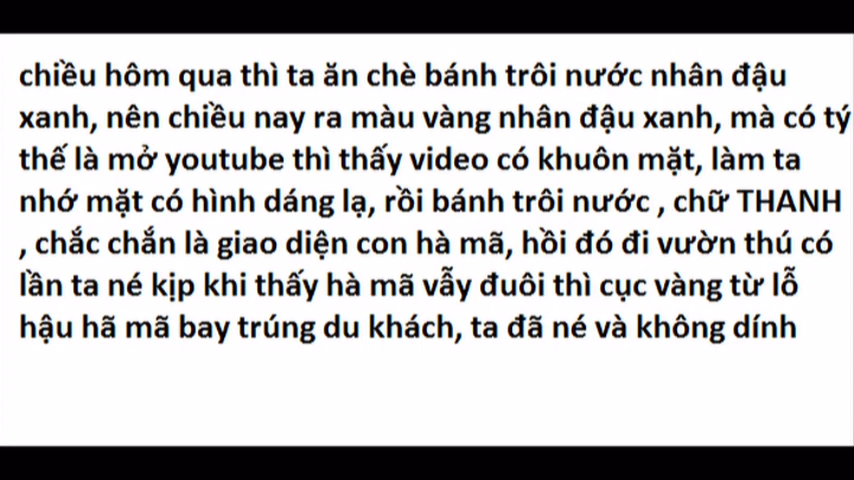 chiều hôm qua thì ta ăn chè bánh trôi nước nhân đậu
xanh, nên chiều nay ra màu vàng nhân đậu xanh, mà có tý
thế là mở youtube thì thấy video có khuôn mặt, làm ta
nhớ mặt có hình dáng lạ, rồi bánh trôi nước , chữ THANH
, chắc chắn là giao diện con hà mã, hồi đó đi vườn thú có
lần ta né kịp khi thấy hà mã vẫy đuôi thì cục vàng từ lỗ
hậu hã mã bay trúng du khách, ta đã né và không dính